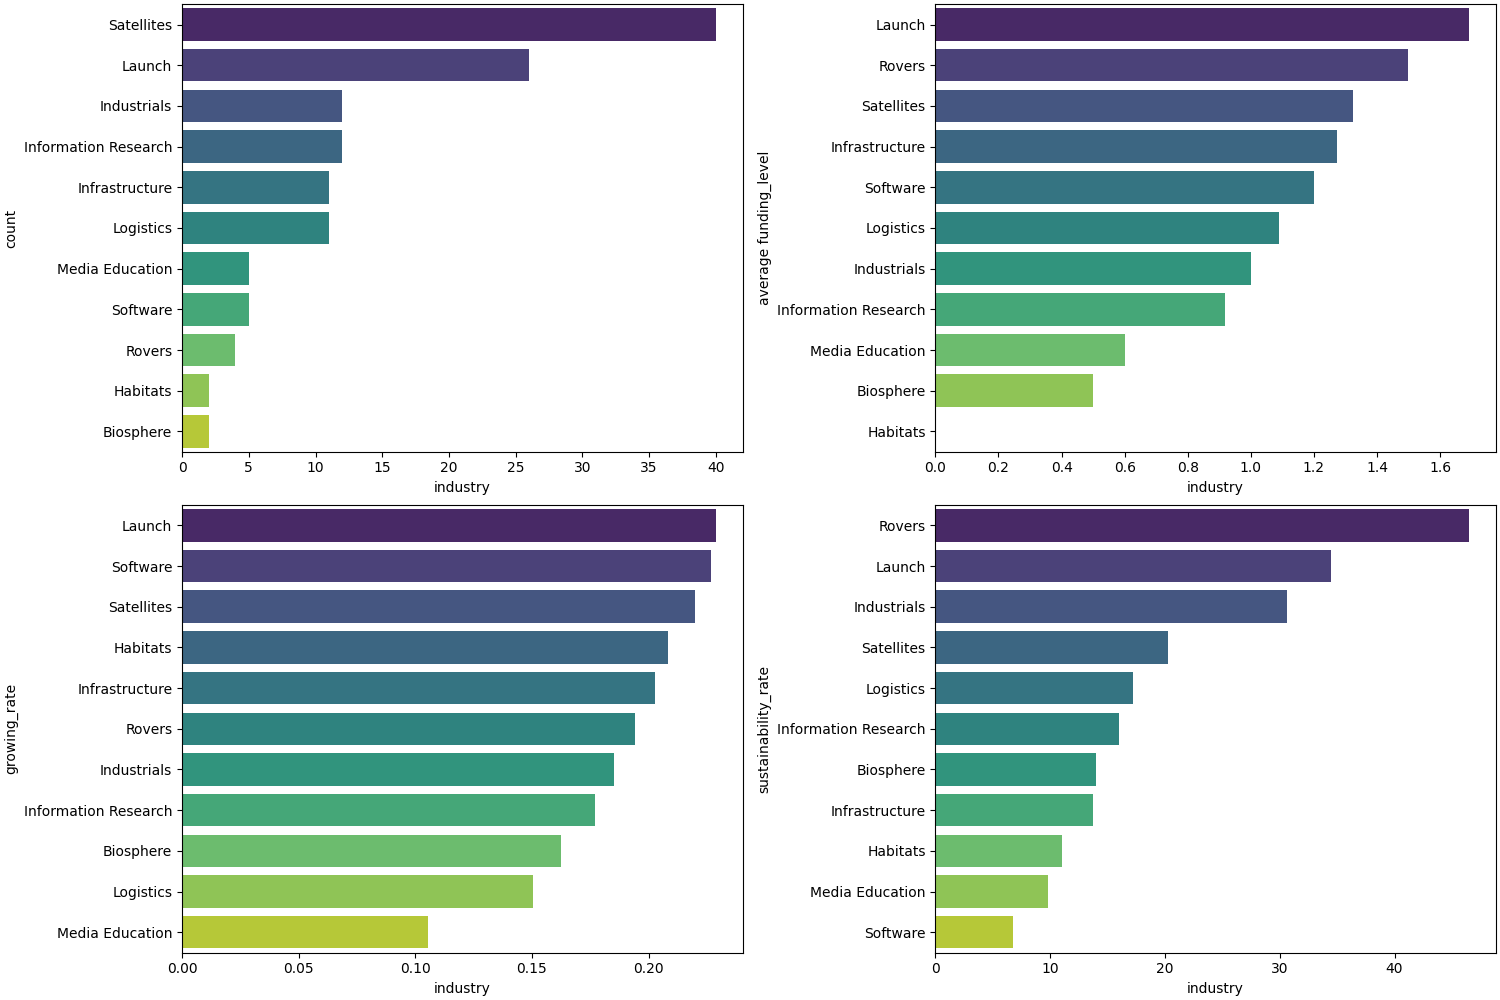 count
Satellites
Launch
Industrials
Information Research
Infrastructure
Logistics
Media Education
Software
Rovers
Habitats
Biosphere
0 5 10 15 20 25 30 35 40
industry
average funding_level
Launch
Rovers
Satellites
Infrastructure
Software
Logistics
Industrials
Information Research
Media Education
Biosphere
Habitats
0.0 0.2 0.4 0.6 0.8 1.0 1.2 1.4 1.6
industry
growing_rate
Launch
Software
Satellites
Habitats
Infrastructure
Rovers
Industrials
Information Research
Biosphere
Logistics
Media Education
0.00 0.05 0.10 0.15 0.20
industry
sustainability_rate
Rovers
Launch
Industrials
Satellites
Logistics
Information Research
Biosphere
Infrastructure
Habitats
Media Education
Software
0 10 20 30 40
industry